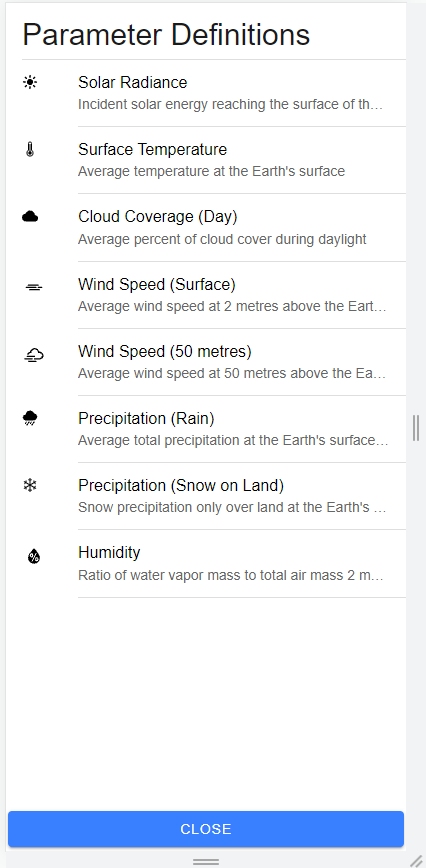 Parameter Definitions
Solar Radiance
Incident solar energy reaching the surface of th...
Surface Temperature
Average temperature at the Earth's surface
Cloud Coverage (Day)
Average percent of cloud cover during daylight
Wind Speed (Surface)
Average wind speed at 2 metres above the Eart...
Wind Speed (50 metres)
Average wind speed at 50 metres above the Ea...
Precipitation (Rain)
Average total precipitation at the Earth's surface...
Precipitation (Snow on Land)
Snow precipitation only over land at the Earth's ...
Humidity
Ratio of water vapor mass to total air mass 2 m...
CLOSE